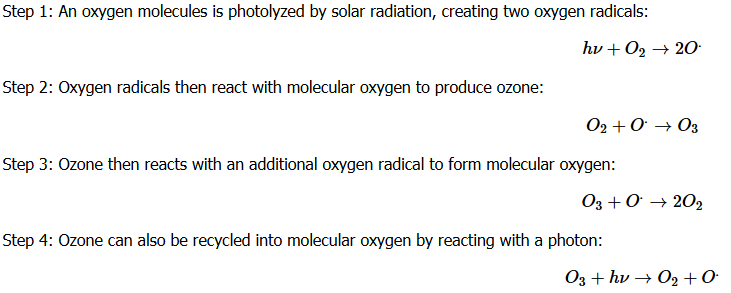 Step 1: An oxygen molecules is photolyzed by solar radiation, creating two oxygen radicals:
hν + O₂ → 2O·
Step 2: Oxygen radicals then react with molecular oxygen to produce ozone:
O₂ + O· → O₃
Step 3: Ozone then reacts with an additional oxygen radical to form molecular oxygen:
O₃ + O· → 2O₂
Step 4: Ozone can also be recycled into molecular oxygen by reacting with a photon:
O₃ + hν → O₂ + O·